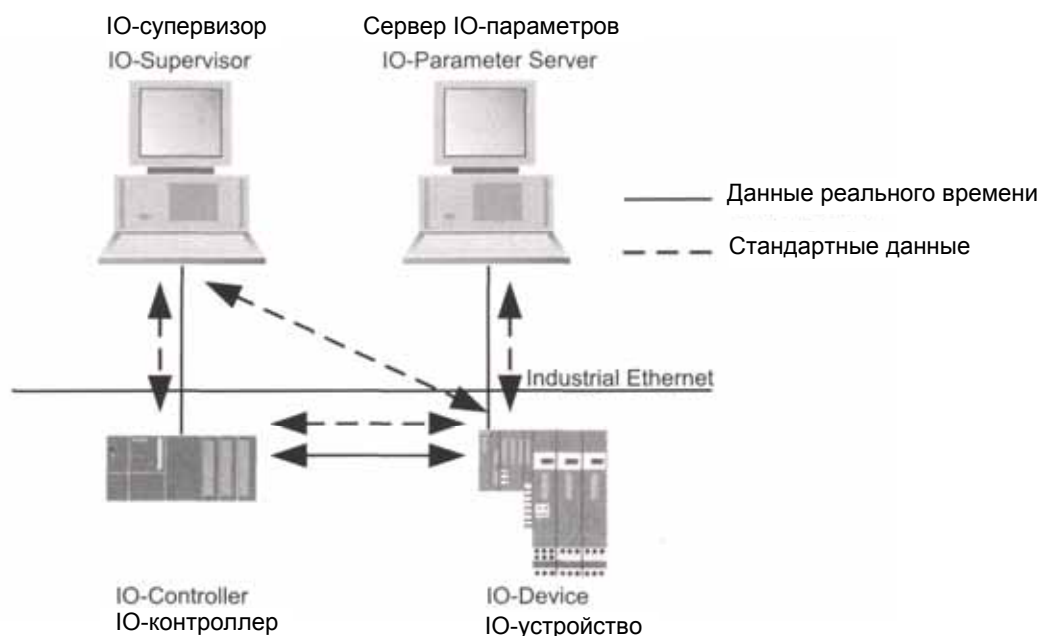 IO-супервизор
IO-Supervisor
Сервер IO-параметров
IO-Parameter Server
Данные реального времени
Стандартные данные
Industrial Ethernet
IO-Controller
IO-контроллер
IO-Device
IO-устройство